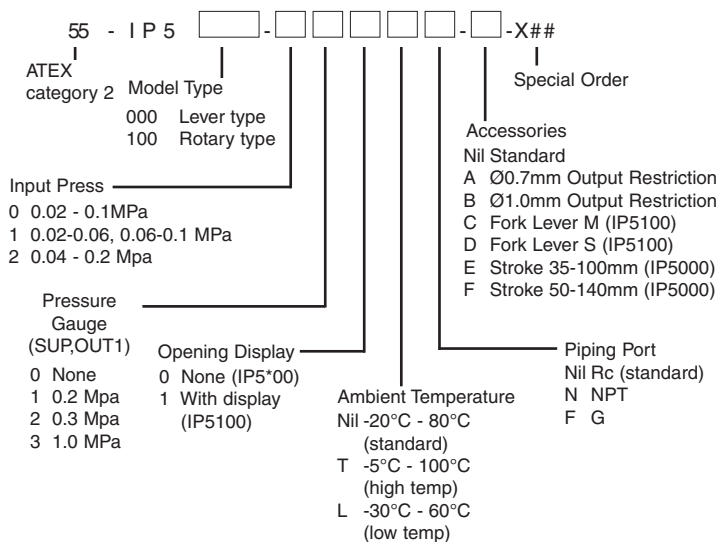 55 - IP5 - - -X##
ATEX
category 2
Model Type
000 Lever type
100 Rotary type
Special Order
Accessories
Nil Standard
A Ø0.7mm Output Restriction
B Ø1.0mm Output Restriction
C Fork Lever M (IP5100)
D Fork Lever S (IP5100)
E Stroke 35-100mm (IP5000)
F Stroke 50-140mm (IP5000)
Input Press
0 0.02 - 0.1MPa
1 0.02-0.06, 0.06-0.1 MPa
2 0.04 - 0.2 Mpa
Pressure
Gauge
(SUP,OUT1)
0 None
1 0.2 Mpa
2 0.3 Mpa
3 1.0 MPa
Opening Display
0 None (IP5*00)
1 With display
(IP5100)
Ambient Temperature
Nil -20°C - 80°C
(standard)
T -5°C - 100°C
(high temp)
L -30°C - 60°C
(low temp)
Piping Port
Nil Rc (standard)
N NPT
F G